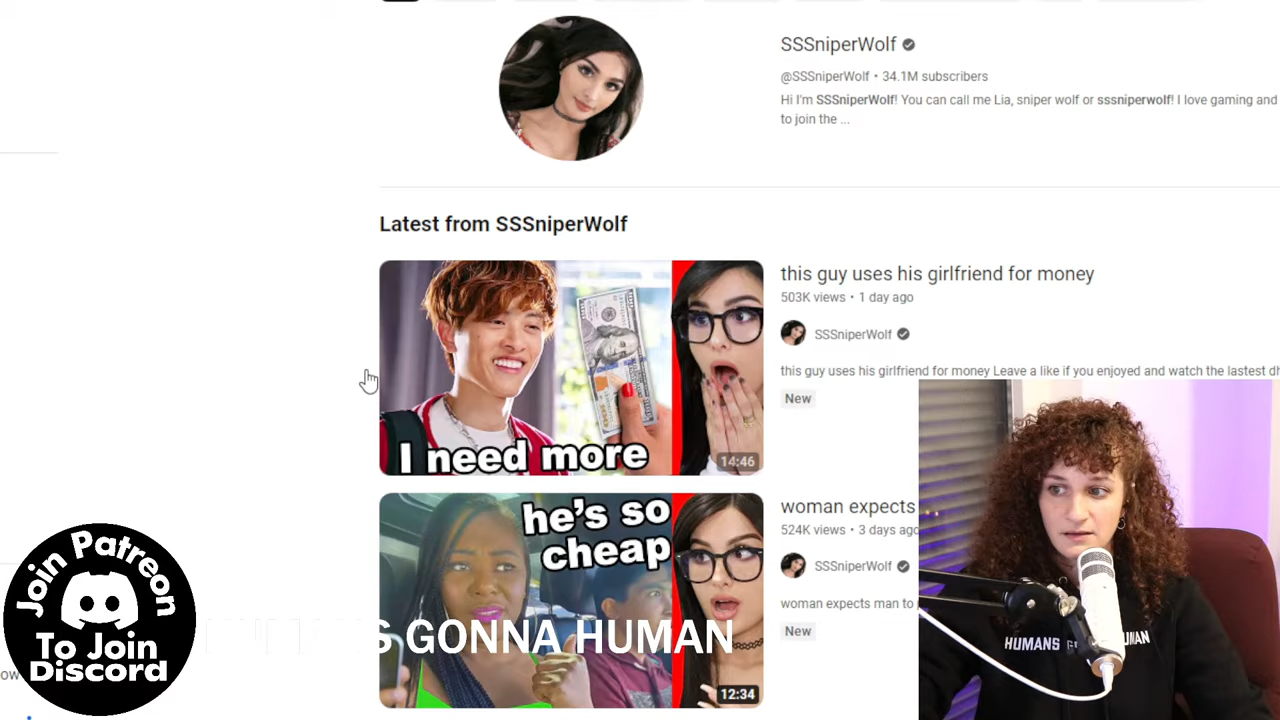 SSSniperWolf
@SSSniperWolf • 34.1M subscribers
Hi I'm SSSniperWolf! You can call me Lia, sniper wolf or sssniperwolf! I love gaming and
to join the ...
Latest from SSSniperWolf
I need more
14:46
this guy uses his girlfriend for money
503K views • 1 day ago
SSSniperWolf
this guy uses his girlfriend for money Leave a like if you enjoyed and watch the lastest dh
New
he's so
cheap
12:34
woman expects
524K views • 3 days ago
SSSniperWolf
woman expects man to
New
Join Patreon
To Join
Discord
S GONNA HUMAN
HUMANS G MAN